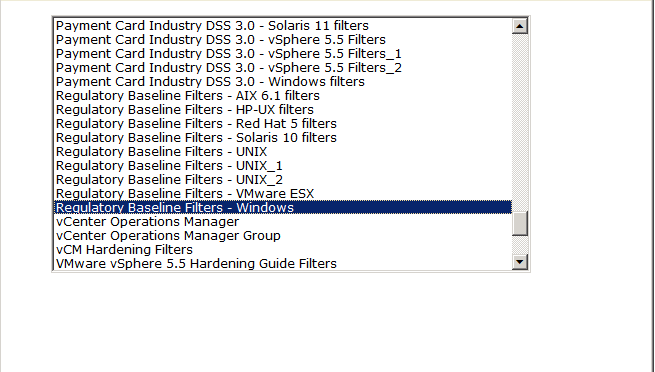 Payment Card Industry DSS 3.0 - Solaris 11 filters
Payment Card Industry DSS 3.0 - vSphere 5.5 Filters
Payment Card Industry DSS 3.0 - vSphere 5.5 Filters_1
Payment Card Industry DSS 3.0 - vSphere 5.5 Filters_2
Payment Card Industry DSS 3.0 - Windows filters
Regulatory Baseline Filters - AIX 6.1 filters
Regulatory Baseline Filters - HP-UX filters
Regulatory Baseline Filters - Red Hat 5 filters
Regulatory Baseline Filters - Solaris 10 filters
Regulatory Baseline Filters - UNIX
Regulatory Baseline Filters - UNIX_1
Regulatory Baseline Filters - UNIX_2
Regulatory Baseline Filters - VMware ESX
Regulatory Baseline Filters - Windows
vCenter Operations Manager
vCenter Operations Manager Group
vCM Hardening Filters
VMware vSphere 5.5 Hardening Guide Filters